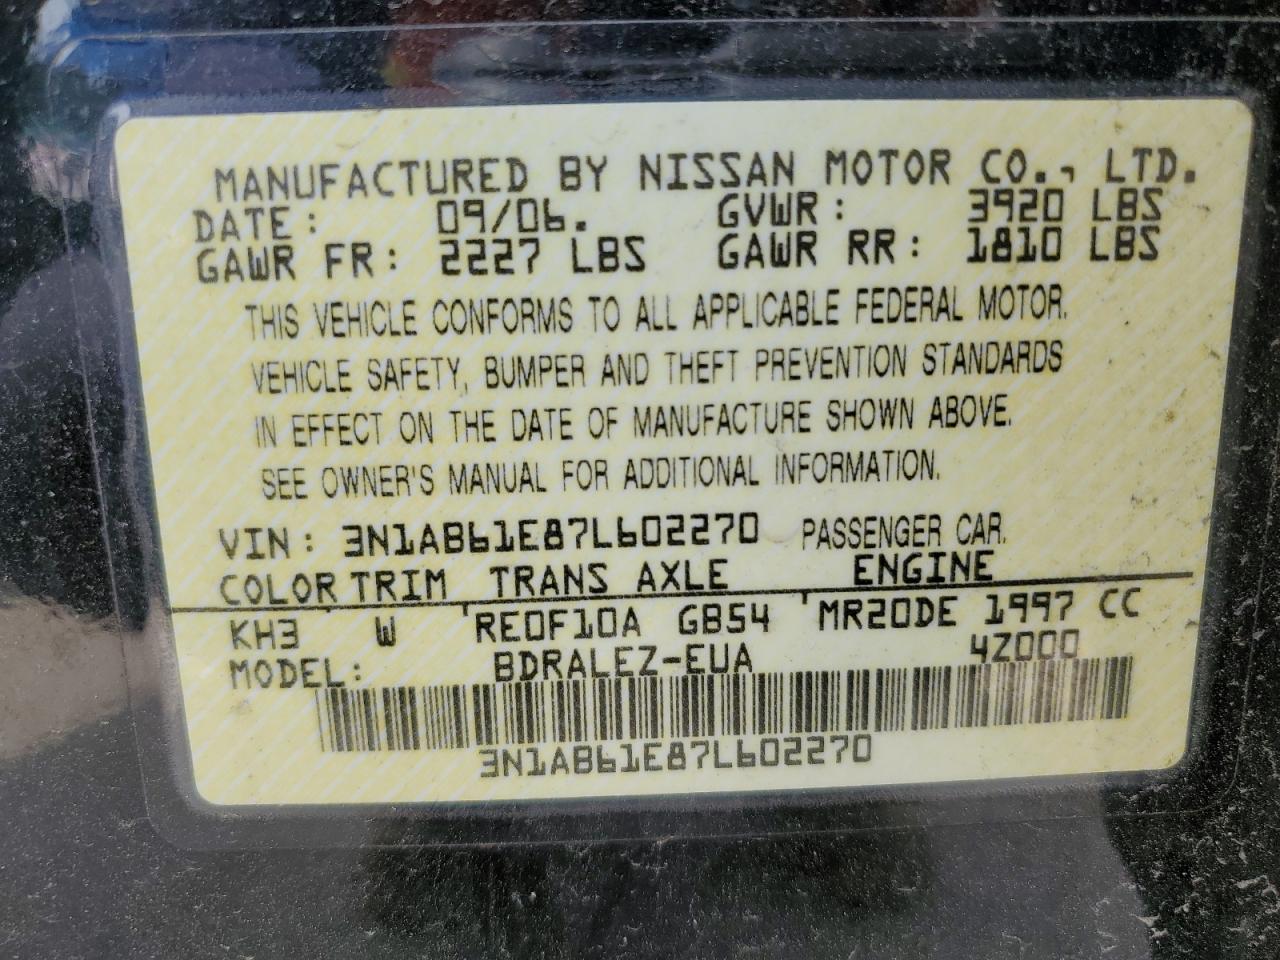 MANUFACTURED BY NISSAN MOTOR CO., LTD.
DATE: 09/06. GVWR: 3920 LBS
GAWR FR: 2227 LBS GAWR RR: 1810 LBS
THIS VEHICLE CONFORMS TO ALL APPLICABLE FEDERAL MOTOR.
VEHICLE SAFETY, BUMPER AND THEFT PREVENTION STANDARDS
IN EFFECT ON THE DATE OF MANUFACTURE SHOWN ABOVE.
SEE OWNER'S MANUAL FOR ADDITIONAL INFORMATION.
VIN: 3N1AB61E87L602270 PASSENGER CAR.
COLOR TRIM TRANS AXLE ENGINE
KH3 W RE0F10A GB54 MR20DE 1997 CC
MODEL: BDRALEZ-EUA 4Z000
3N1AB61E87L602270